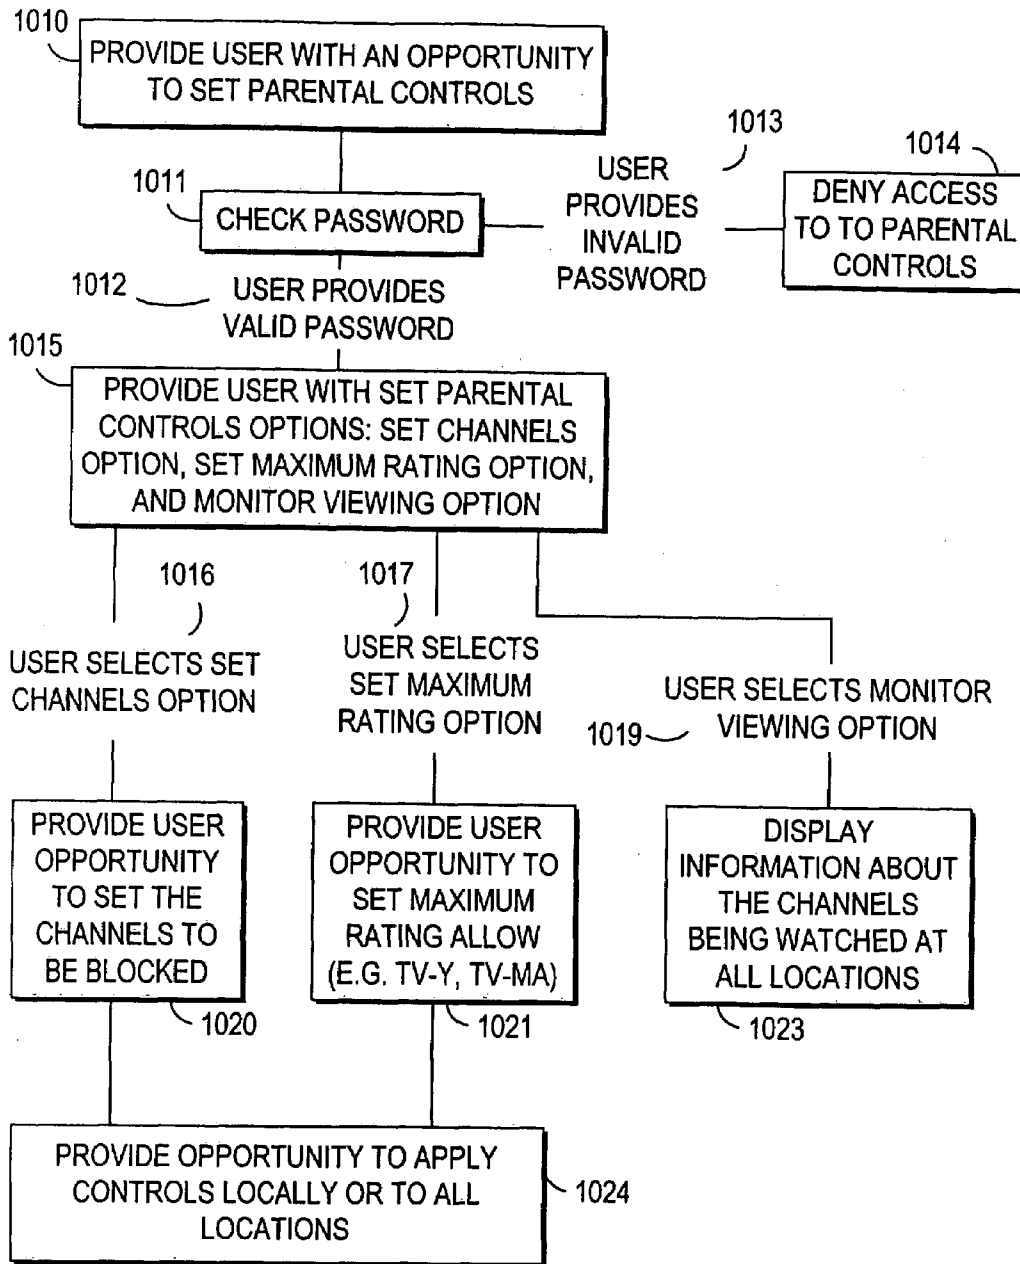 1010
PROVIDE USER WITH AN OPPORTUNITY
TO SET PARENTAL CONTROLS
1011
CHECK PASSWORD
1013
USER
PROVIDES
INVALID
PASSWORD
1014
DENY ACCESS
TO TO PARENTAL
CONTROLS
1012
USER PROVIDES
VALID PASSWORD
1015
PROVIDE USER WITH SET PARENTAL
CONTROLS OPTIONS: SET CHANNELS
OPTION, SET MAXIMUM RATING OPTION,
AND MONITOR VIEWING OPTION
1016
USER SELECTS SET
CHANNELS OPTION
1017
USER SELECTS
SET MAXIMUM
RATING OPTION
USER SELECTS MONITOR
VIEWING OPTION
1019
PROVIDE USER
OPPORTUNITY
TO SET THE
CHANNELS TO
BE BLOCKED
1020
PROVIDE USER
OPPORTUNITY TO
SET MAXIMUM
RATING ALLOW
(E.G. TV-Y, TV-MA)
1021
DISPLAY
INFORMATION ABOUT
THE CHANNELS
BEING WATCHED AT
ALL LOCATIONS
1023
PROVIDE OPPORTUNITY TO APPLY
CONTROLS LOCALLY OR TO ALL
LOCATIONS
1024